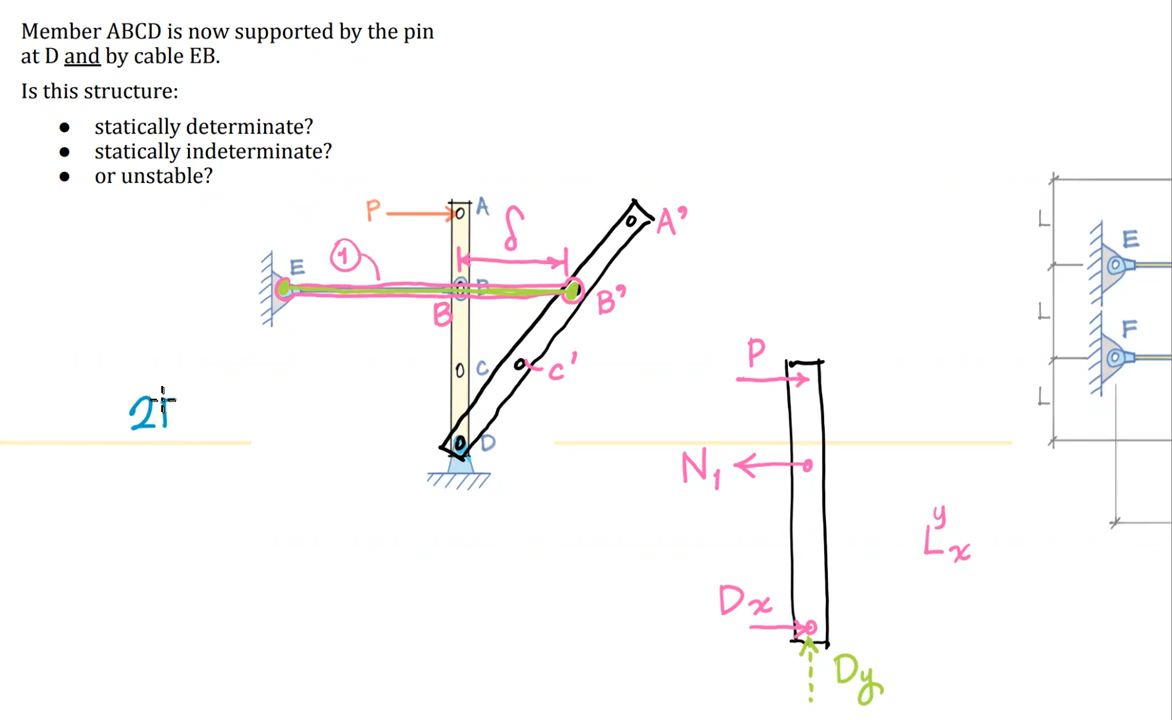 Member ABCD is now supported by the pin
at D and by cable EB.
Is this structure:
● statically determinate?
● statically indeterminate?
● or unstable?
P
A
δ
A'
E
1
B
B'
C
C'
D
P
N₁
Dx
Dy
y
x
L
E
L
F
L